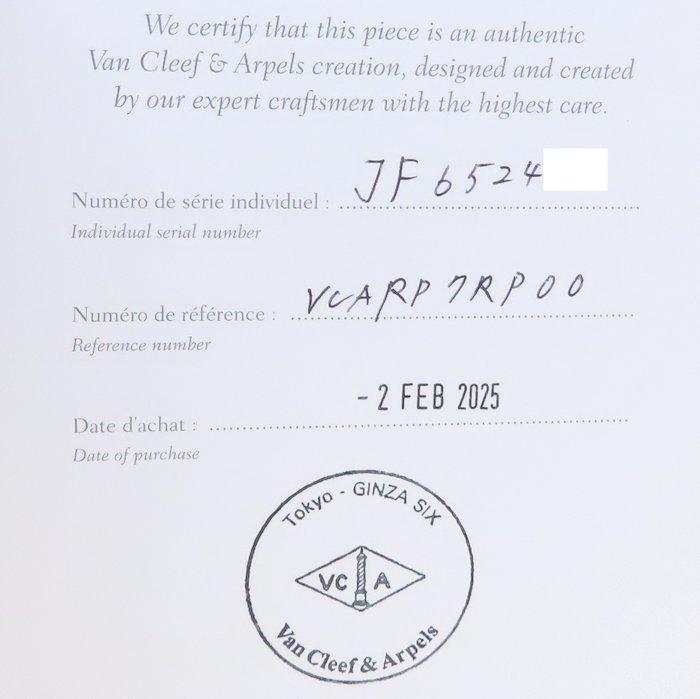 We certify that this piece is an authentic
Van Cleef & Arpels creation, designed and created
by our expert craftsmen with the highest care.
Numéro de série individuel : JF6524
Individual serial number
Numéro de référence : VCARP7RP00
Reference number
- 2 FEB 2025
Date d'achat :
Date of purchase
Tokyo - GINZA SIX
VC A
Van Cleef & Arpels